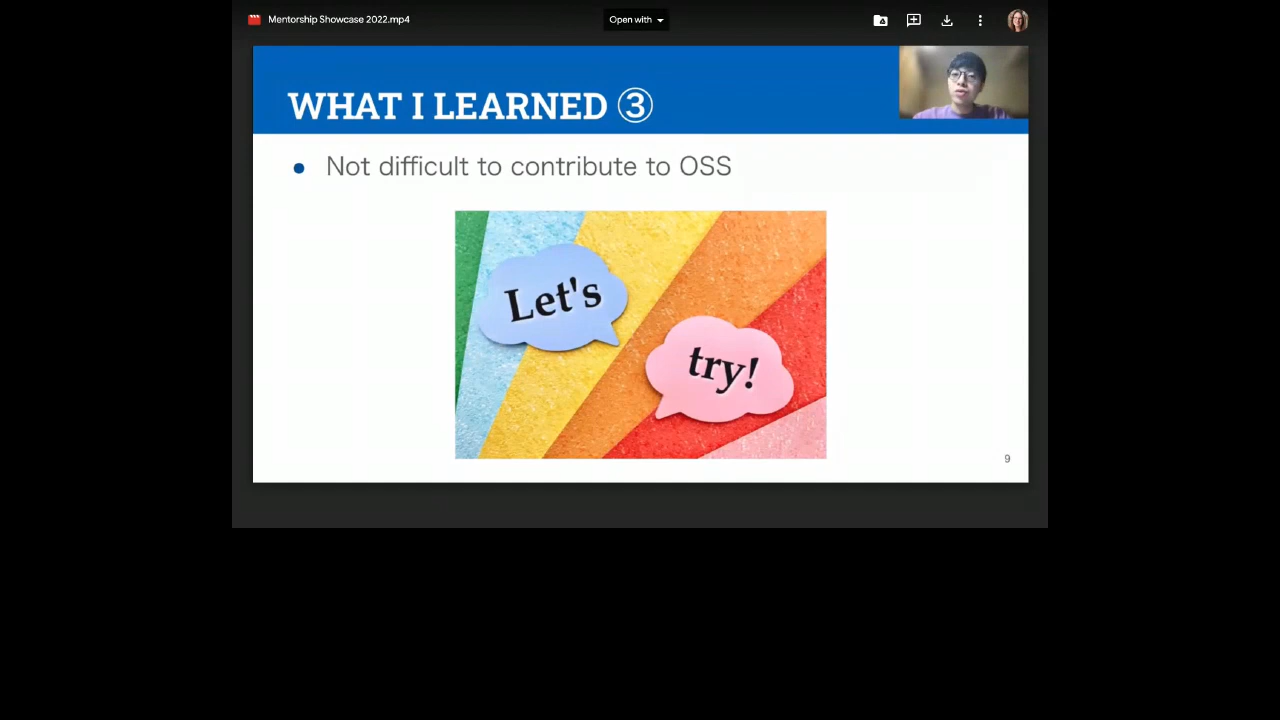 Mentorship Showcase 2022.mp4
Open with
WHAT I LEARNED ③
Not difficult to contribute to OSS
Let's
try!
9